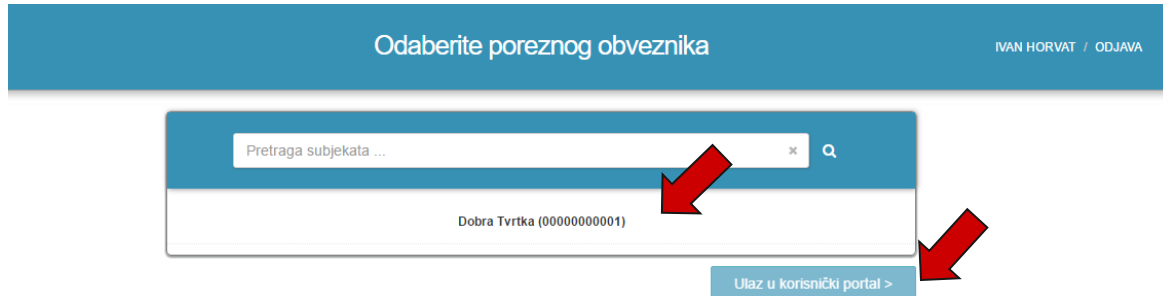 Odaberite poreznog obveznika
IVAN HORVAT / ODJAVA
Pretraga subjekata ...
Dobra Tvrtka (00000000001)
Ulaz u korisnički portal >